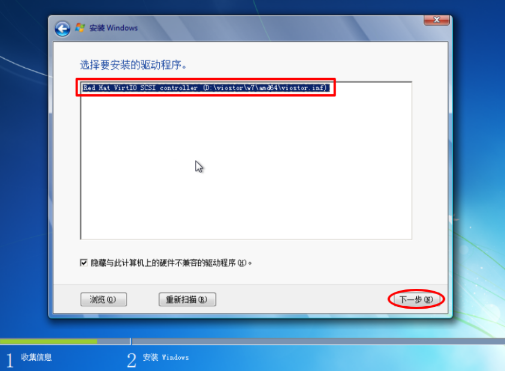 安装 Windows
选择要安装的驱动程序。
Red Hat VirtIO SCSI controller (D:\viostor\w7\amd64\viostor.inf)
隐藏与此计算机上的硬件不兼容的驱动程序(H)。
浏览(O)
重新扫描(R)
下一步(N)
1 收集信息
2 安装 Windows